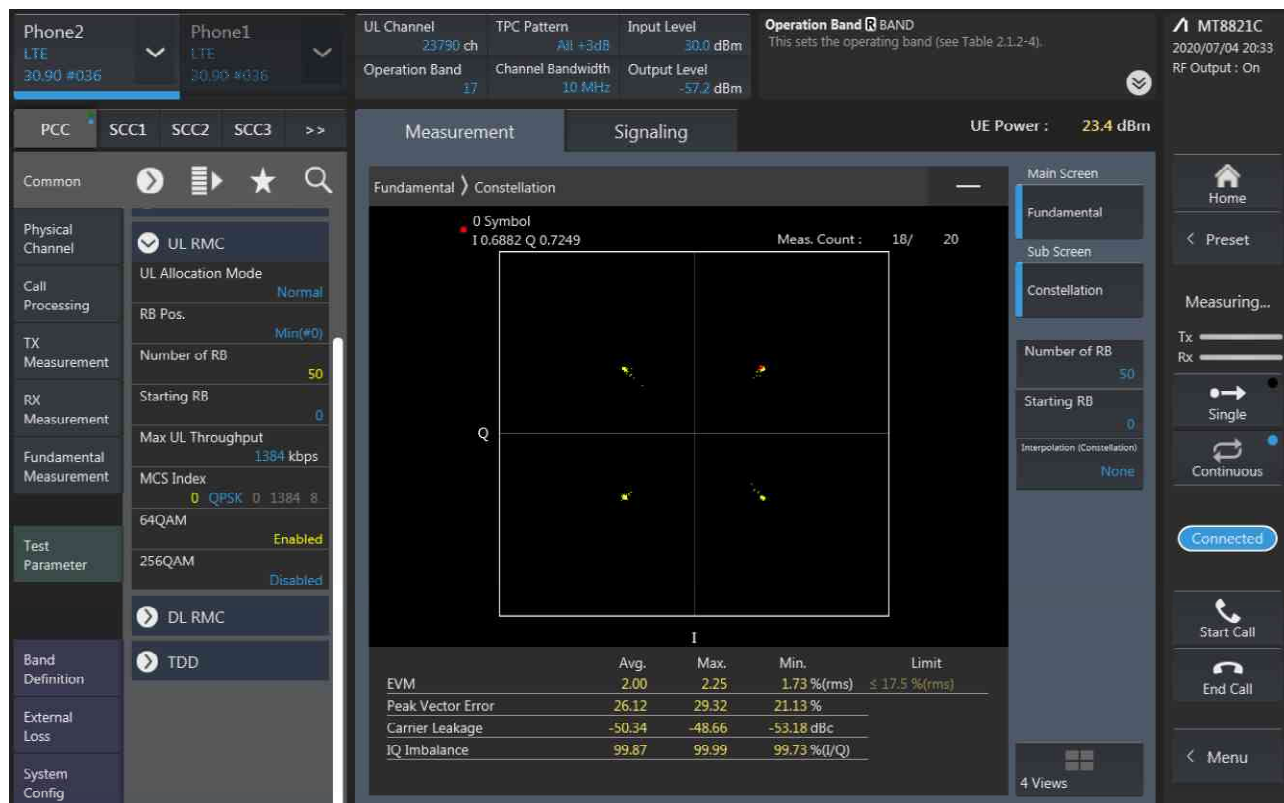 Phone2
LTE
30.90 #036
Phone1
LTE
30.90 #036
UL Channel
23790 ch
TPC Pattern
All +3dB
Input Level
30.0 dBm
Operation Band
17
Channel Bandwidth
10 MHz
Output Level
-57.2 dBm
Operation Band R BAND
This sets the operating band (see Table 2.1.2-4).
MT8821C
2020/07/04 20:33
RF Output : On
PCC SCC1 SCC2 SCC3 >>
Measurement
Signaling
UE Power : 23.4 dBm
Common
Physical
Channel
Call
Processing
TX
Measurement
RX
Measurement
Fundamental
Measurement
Test
Parameter
Band
Definition
External
Loss
System
Config
UL RMC
UL Allocation Mode
Normal
RB Pos.
Min(#0)
Number of RB
50
Starting RB
0
Max UL Throughput
1384 kbps
MCS Index
0 QPSK 0 1384 8
64QAM
Enabled
256QAM
Disabled
DL RMC
TDD
Fundamental ⟩ Constellation
0 Symbol
I 0.6882 Q 0.7249
Meas. Count : 18/ 20
Q
I
Avg. Max. Min. Limit
EVM 2.00 2.25 1.73 %(rms) ≤ 17.5 %(rms)
Peak Vector Error 26.12 29.32 21.13 %
Carrier Leakage -50.34 -48.66 -53.18 dBc
IQ Imbalance 99.87 99.99 99.73 %(I/Q)
Main Screen
Fundamental
Sub Screen
Constellation
Number of RB
50
Starting RB
0
Interpolation (Constellation)
None
4 Views
Home
< Preset
Measuring...
Tx
Rx
Single
Continuous
Connected
Start Call
End Call
< Menu